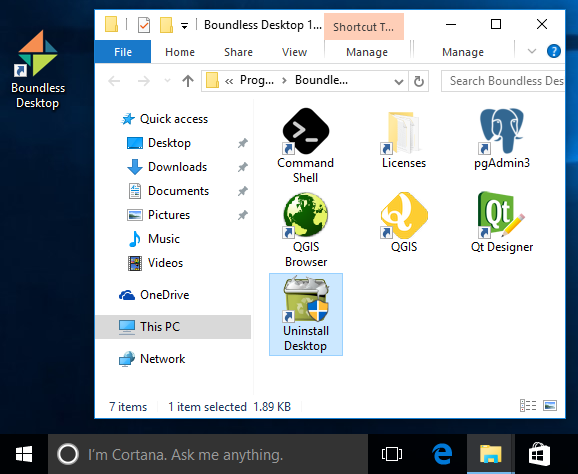 Boundless Desktop 1...
Shortcut T...
File
Home
Share
View
Manage
Manage
?
«
Prog...
Boundle...
Search Boundless Des
Boundless
Desktop
Quick access
Desktop
Downloads
Documents
Pictures
Music
Videos
OneDrive
This PC
Network
Command
Shell
Licenses
pgAdmin3
QGIS
Browser
QGIS
Qt
Qt Designer
Uninstall
Desktop
7 items
1 item selected
1.89 KB
I'm Cortana. Ask me anything.